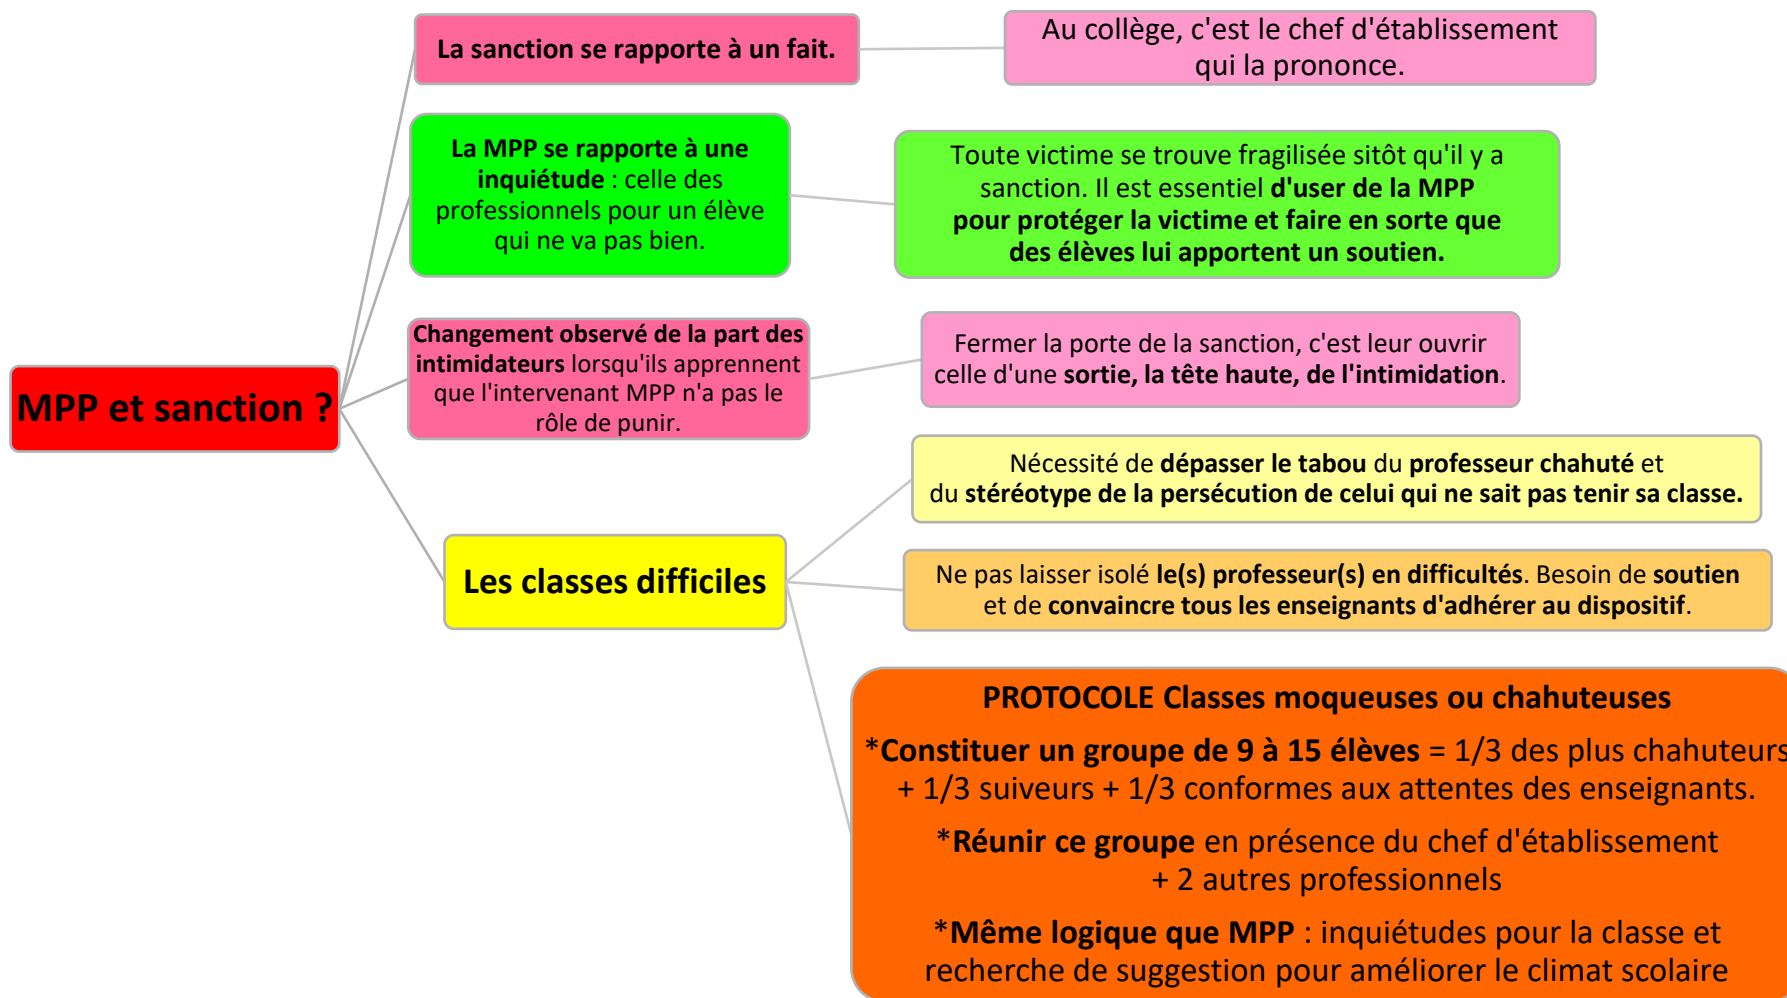 MPP et sanction ?
La sanction se rapporte à un fait.
Au collège, c'est le chef d'établissement
qui la prononce.
La MPP se rapporte à une
inquiétude : celle des
professionnels pour un élève
qui ne va pas bien.
Toute victime se trouve fragilisée sitôt qu'il y a
sanction. Il est essentiel d'user de la MPP
pour protéger la victime et faire en sorte que
des élèves lui apportent un soutien.
Changement observé de la part des
intimidateurs lorsqu'ils apprennent
que l'intervenant MPP n'a pas le
rôle de punir.
Fermer la porte de la sanction, c'est leur ouvrir
celle d'une sortie, la tête haute, de l'intimidation.
Les classes difficiles
Nécessité de dépasser le tabou du professeur chahuté et
du stéréotype de la persécution de celui qui ne sait pas tenir sa classe.
Ne pas laisser isolé le(s) professeur(s) en difficultés. Besoin de soutien
et de convaincre tous les enseignants d'adhérer au dispositif.
PROTOCOLE Classes moqueuses ou chahuteuses
*Constituer un groupe de 9 à 15 élèves = 1/3 des plus chahuteurs
+ 1/3 suiveurs + 1/3 conformes aux attentes des enseignants.
*Réunir ce groupe en présence du chef d'établissement
+ 2 autres professionnels
*Même logique que MPP : inquiétudes pour la classe et
recherche de suggestion pour améliorer le climat scolaire